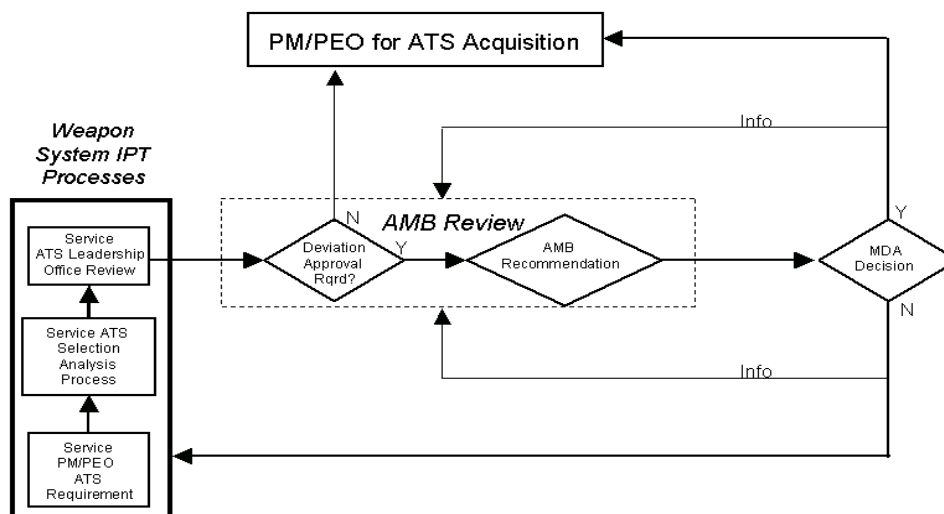 PM/PEO for ATS Acquisition
Info
Weapon
System IPT
Processes
AMB Review
N
Y
Service
ATS Leadership
Office Review
Deviation
Approval
Rqrd?
Y
AMB
Recommendation
MDA
Decision
N
Service ATS
Selection
Analysis
Process
Info
Service
PM/PEO
ATS
Requirement